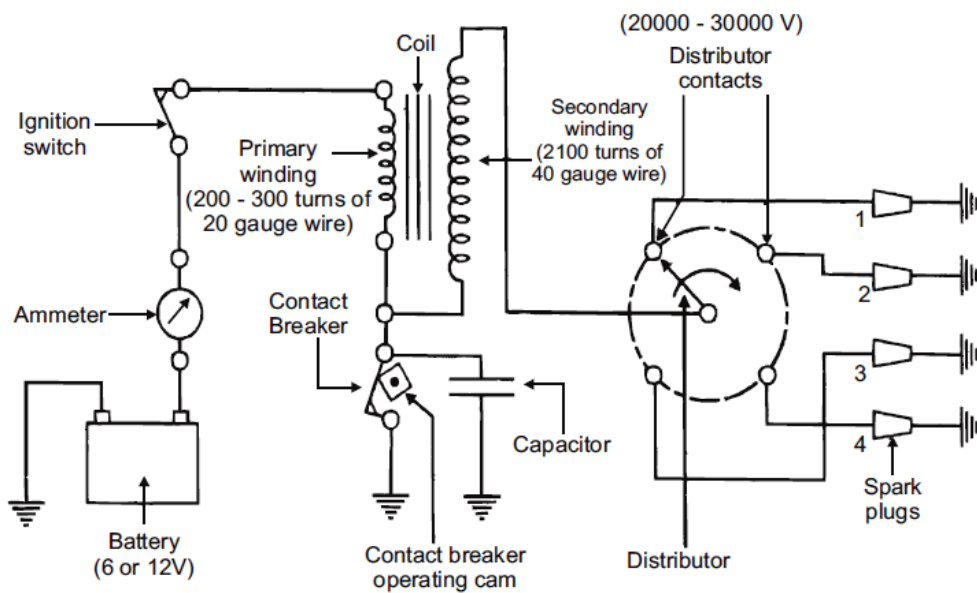 (20000 - 30000 V)
Distributor
contacts
Coil
Ignition
switch
Primary
winding
(200 - 300 turns of
20 gauge wire)
Secondary
winding
(2100 turns of
40 gauge wire)
1
2
3
4
Ammeter
Contact
Breaker
Capacitor
Spark
plugs
Battery
(6 or 12V)
Contact breaker
operating cam
Distributor